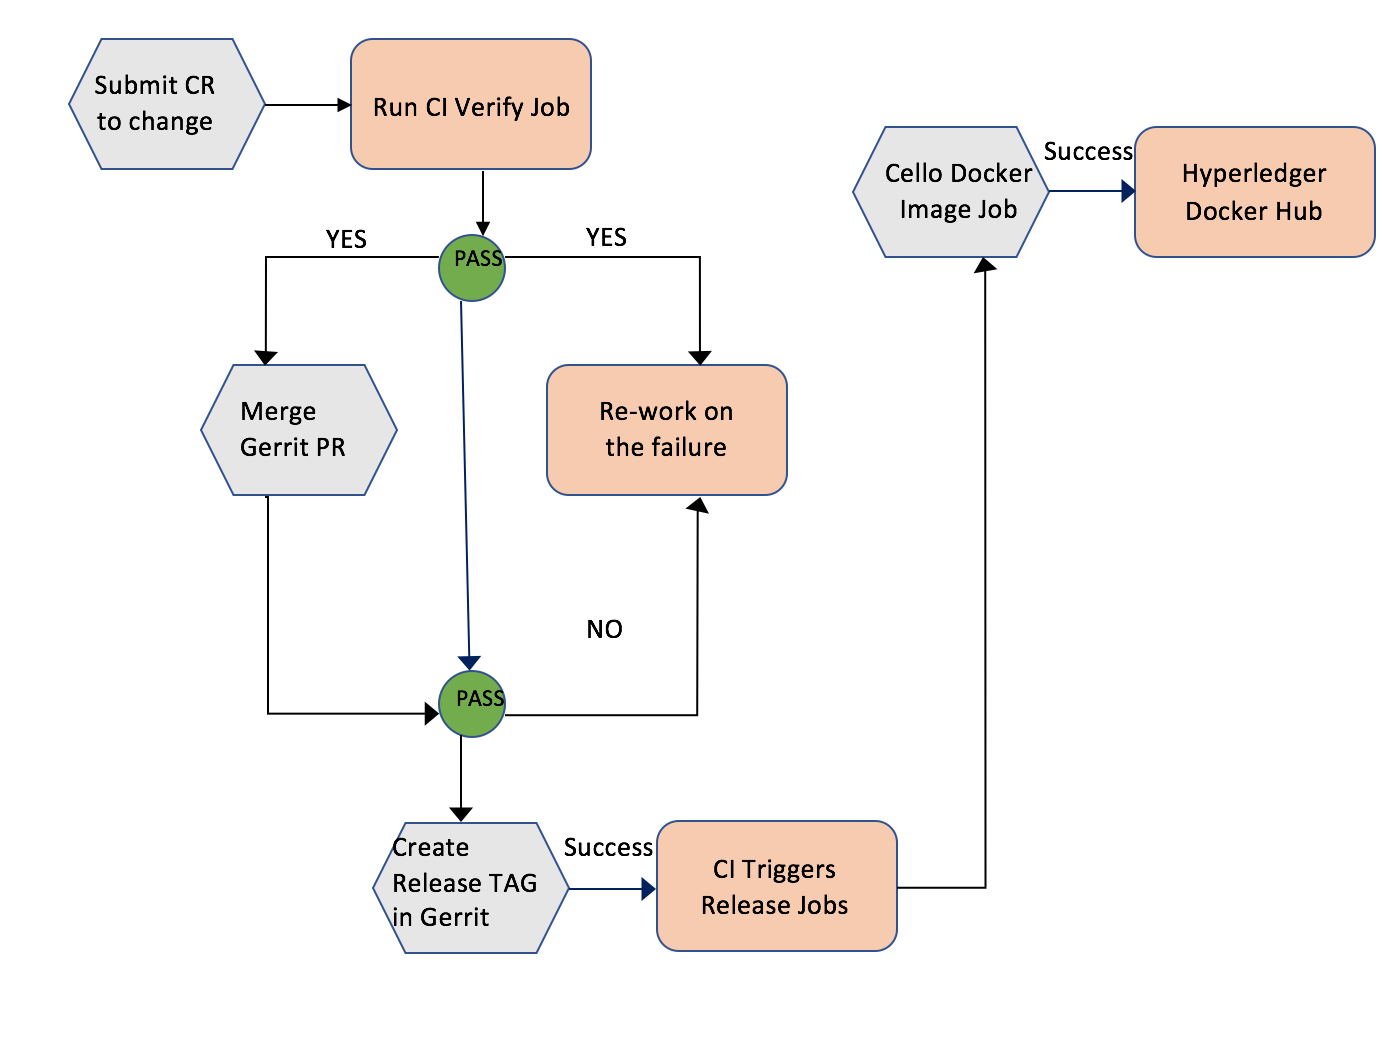 Submit CR
to change
Run CI Verify Job
Cello Docker
Image Job
Success
Hyperledger
Docker Hub
YES
PASS
YES
Merge
Gerrit PR
Re-work on
the failure
NO
PASS
Create
Release TAG
in Gerrit
Success
CI Triggers
Release Jobs